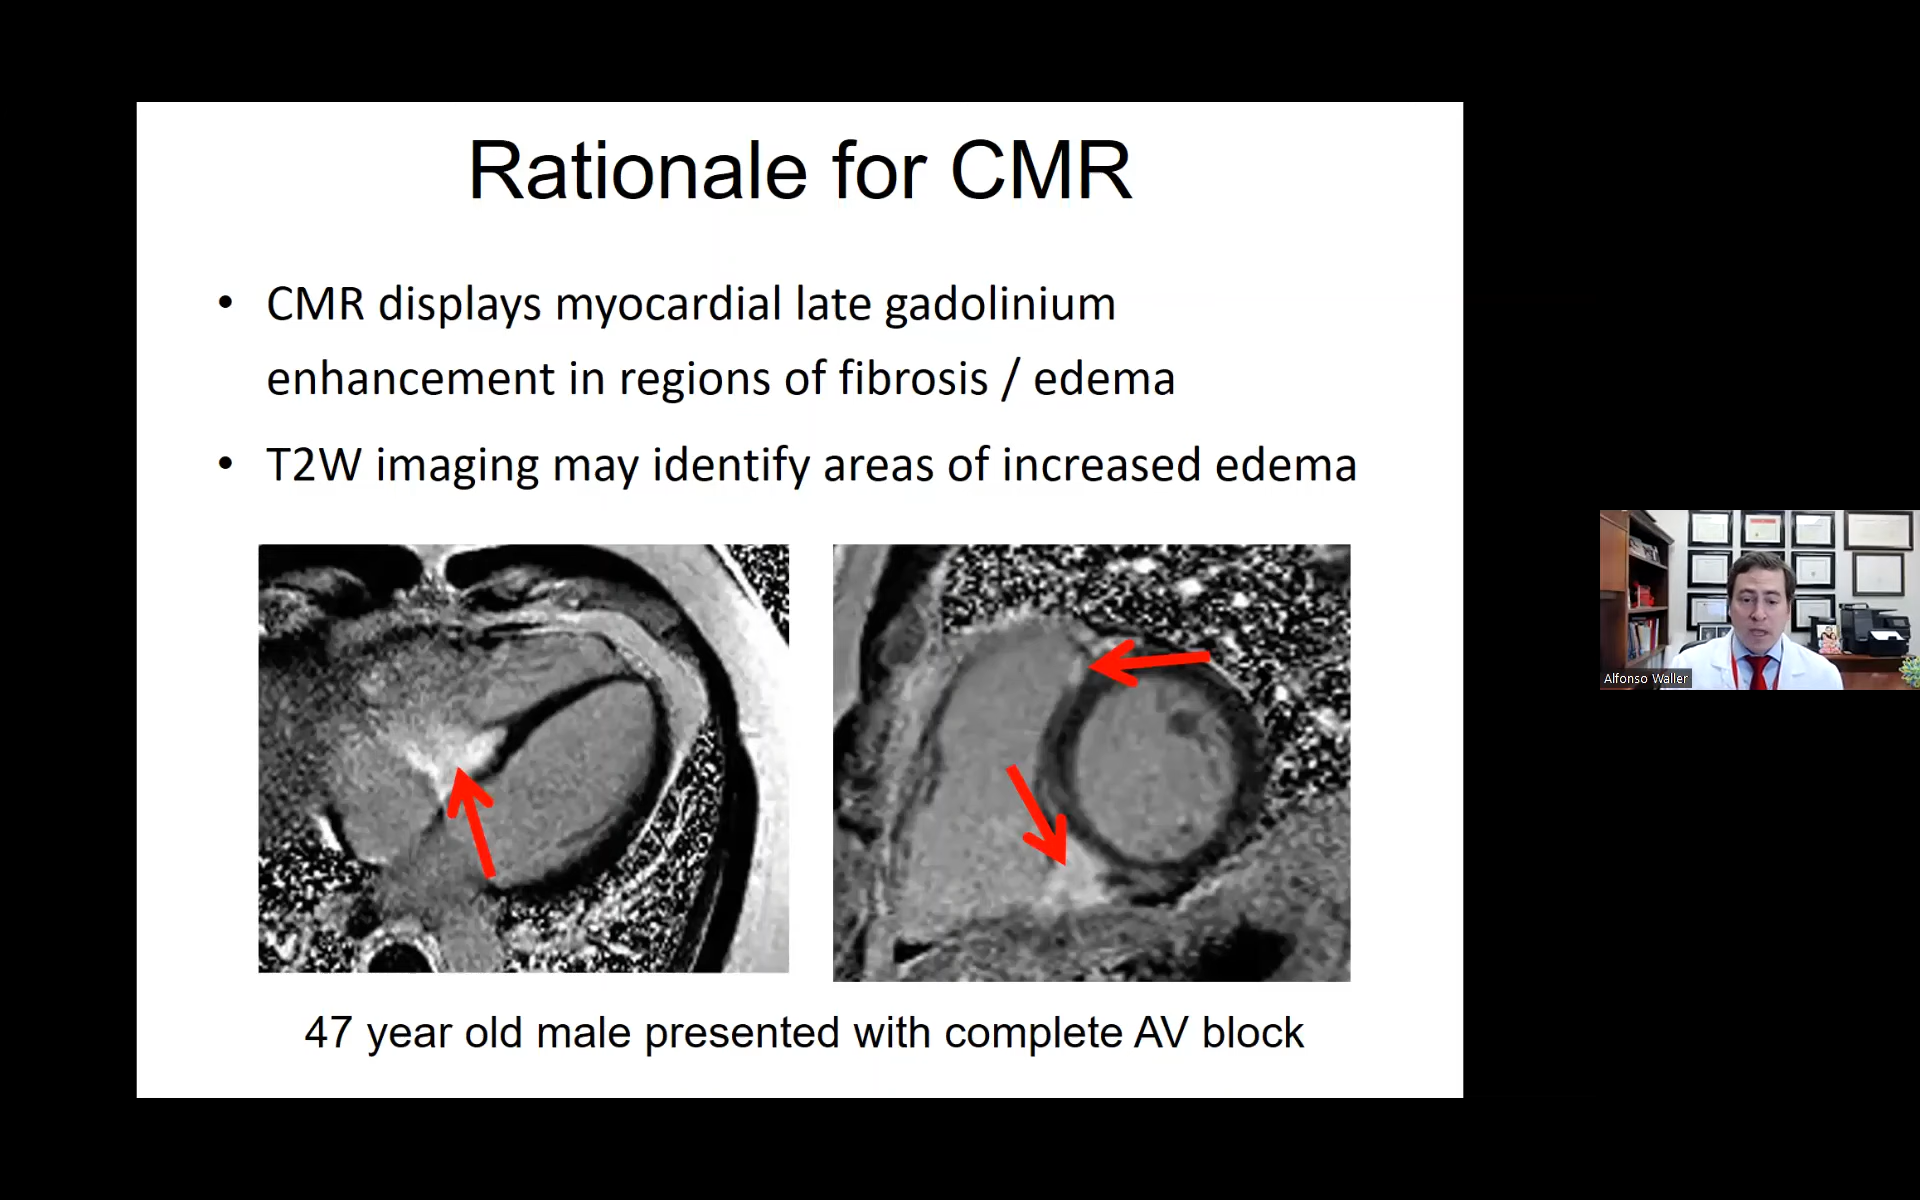 Rationale for CMR
• CMR displays myocardial late gadolinium
enhancement in regions of fibrosis / edema
• T2W imaging may identify areas of increased edema
47 year old male presented with complete AV block
Alfonso Waller